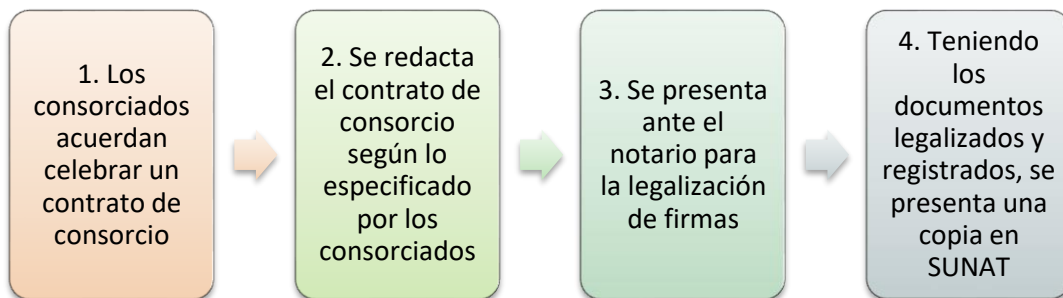 1. Los
consorciados
acuerdan
celebrar un
contrato de
consorcio
2. Se redacta
el contrato de
consorcio
según lo
especificado
por los
consorciados
3. Se presenta
ante el
notario para
la legalización
de firmas
4. Teniendo
los
documentos
legalizados y
registrados, se
presenta una
copia en
SUNAT